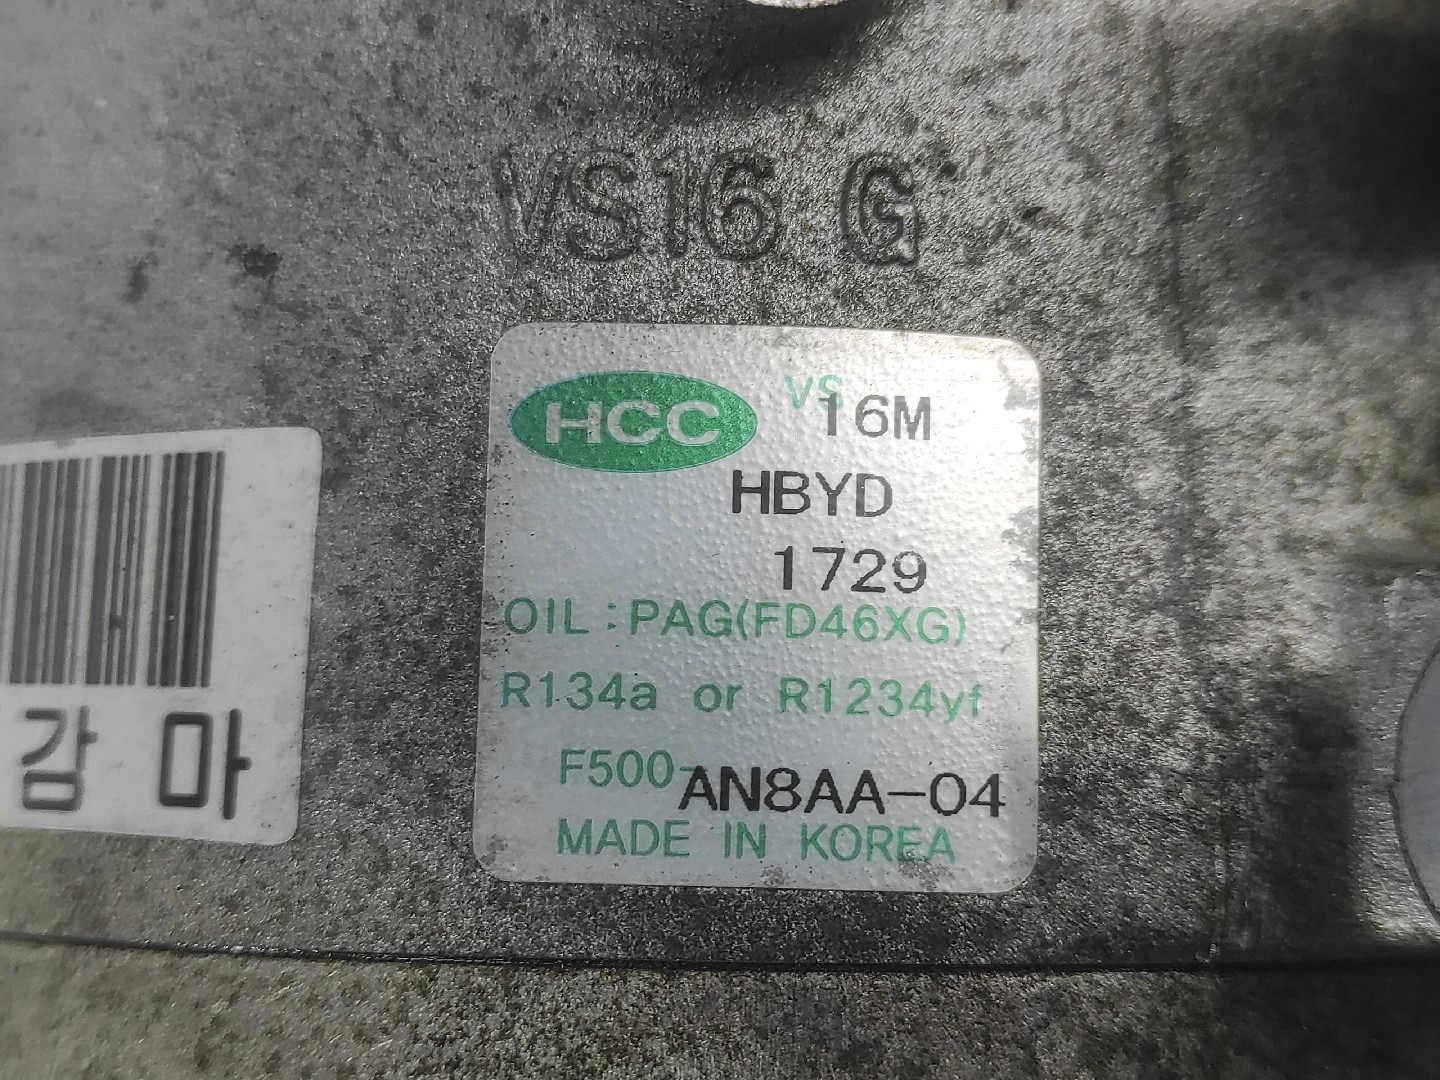 VS16 G
HCC VS 16M
HBYD
1729
OIL : PAG(FD46XG)
R134a or R1234yf
F500-AN8AA-04
MADE IN KOREA
감마